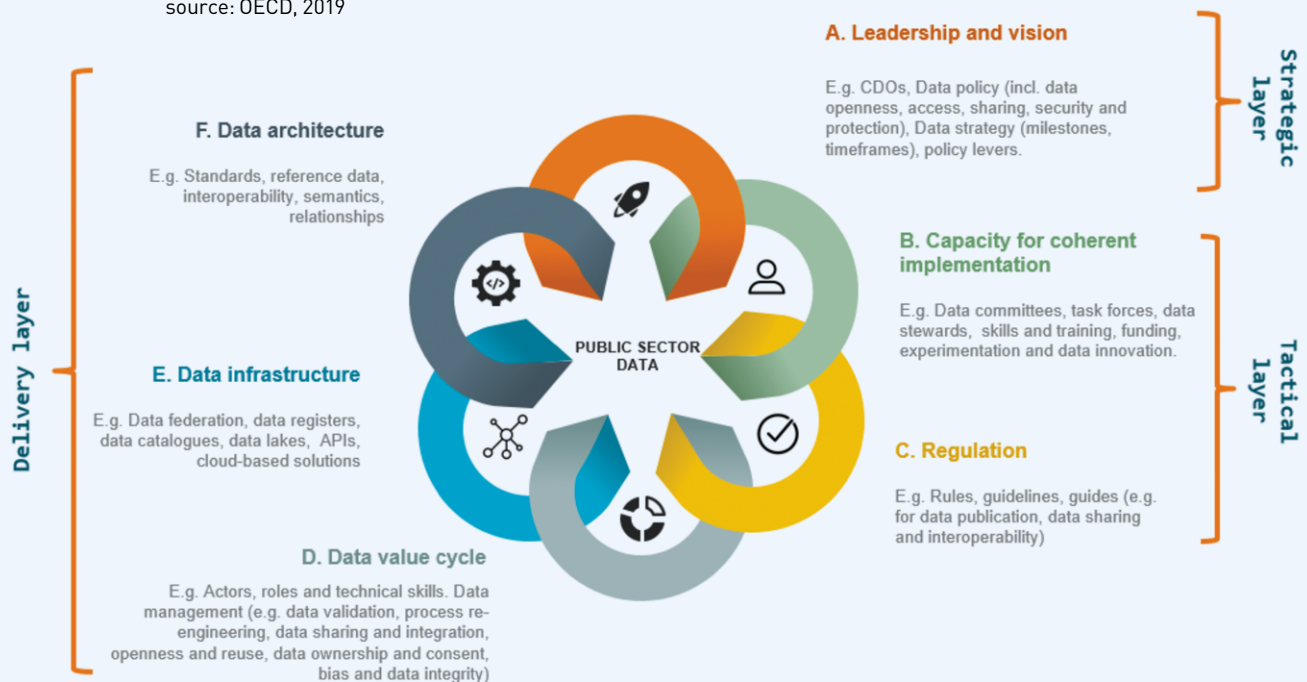 source: OECD, 2019
A. Leadership and vision
E.g. CDOs, Data policy (incl. data
openness, access, sharing, security and
protection), Data strategy (milestones,
timeframes), policy levers.
Strategic
layer
B. Capacity for coherent
implementation
E.g. Data committees, task forces, data
stewards, skills and training, funding,
experimentation and data innovation.
C. Regulation
E.g. Rules, guidelines, guides (e.g.
for data publication, data sharing
and interoperability)
Tactical
layer
F. Data architecture
E.g. Standards, reference data,
interoperability, semantics,
relationships
E. Data infrastructure
E.g. Data federation, data registers,
data catalogues, data lakes, APIs,
cloud-based solutions
D. Data value cycle
E.g. Actors, roles and technical skills. Data
management (e.g. data validation, process re-
engineering, data sharing and integration,
openness and reuse, data ownership and consent,
bias and data integrity)
Delivery layer
PUBLIC SECTOR
DATA
</>